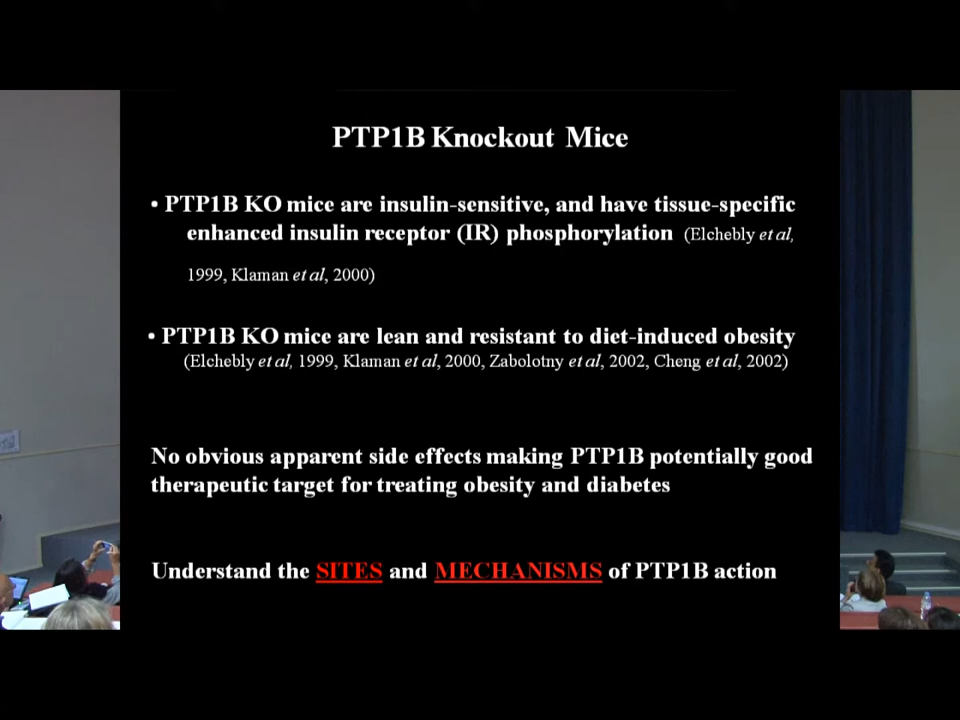 PTP1B Knockout Mice
• PTP1B KO mice are insulin-sensitive, and have tissue-specific
enhanced insulin receptor (IR) phosphorylation (Elchebly et al,
1999, Klaman et al, 2000)
• PTP1B KO mice are lean and resistant to diet-induced obesity
(Elchebly et al, 1999, Klaman et al, 2000, Zabolotny et al, 2002, Cheng et al, 2002)
No obvious apparent side effects making PTP1B potentially good
therapeutic target for treating obesity and diabetes
Understand the SITES and MECHANISMS of PTP1B action